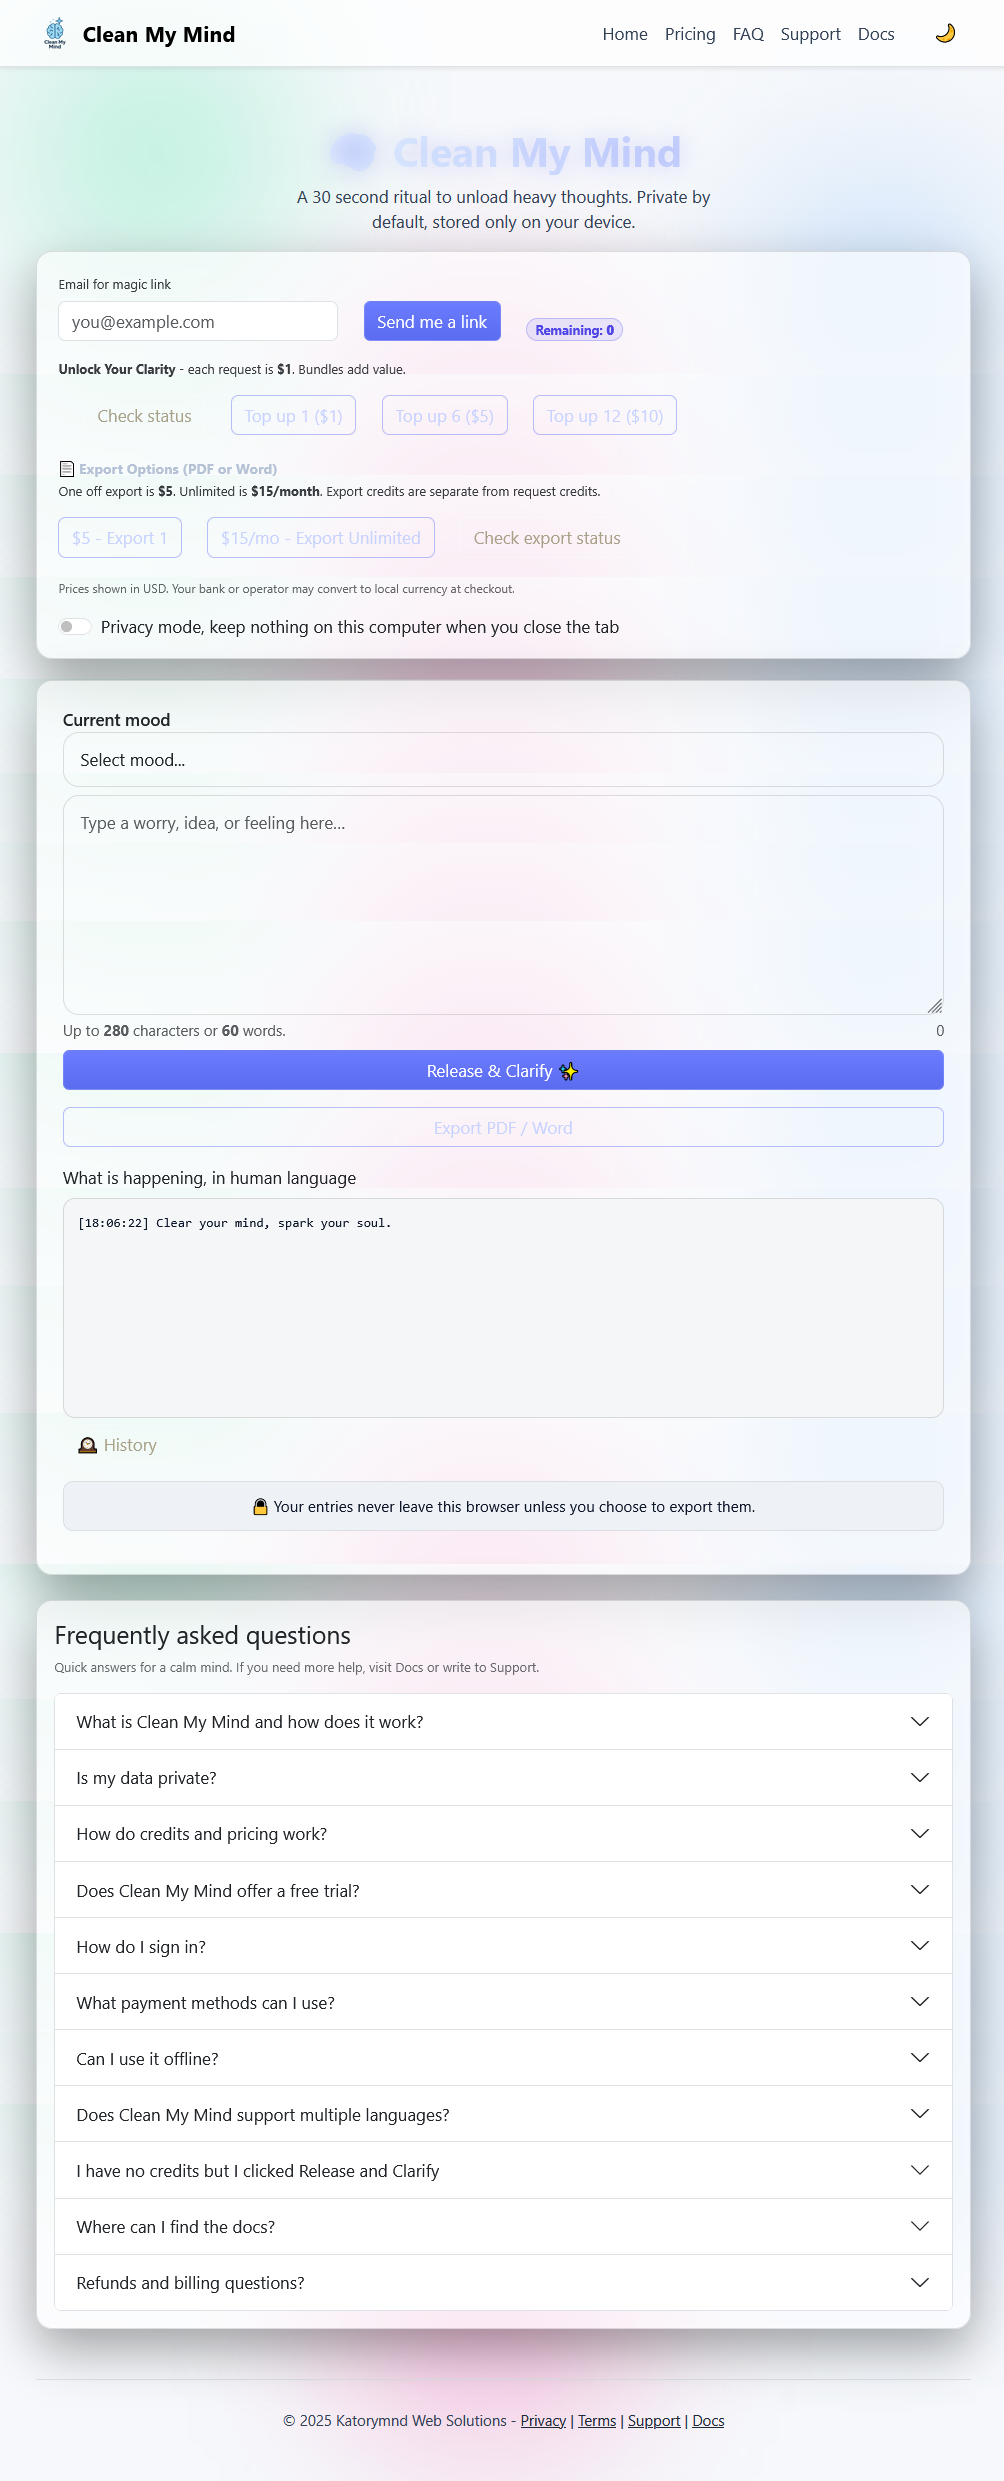 Clean My Mind
Clean My Mind
Home Pricing FAQ Support Docs 🌙
🧠 Clean My Mind
A 30 second ritual to unload heavy thoughts. Private by
default, stored only on your device.
Email for magic link
you@example.com Send me a link Remaining: 0
Unlock Your Clarity - each request is $1. Bundles add value.
Check status Top up 1 ($1) Top up 6 ($5) Top up 12 ($10)
📄 Export Options (PDF or Word)
One off export is $5. Unlimited is $15/month. Export credits are separate from request credits.
$5 - Export 1 $15/mo - Export Unlimited Check export status
Prices shown in USD. Your bank or operator may convert to local currency at checkout.
Privacy mode, keep nothing on this computer when you close the tab
Current mood
Select mood...
Type a worry, idea, or feeling here...
Up to 280 characters or 60 words. 0
Release & Clarify ✨
Export PDF / Word
What is happening, in human language
[18:06:22] Clear your mind, spark your soul.
🕰 History
🔒 Your entries never leave this browser unless you choose to export them.
Frequently asked questions
Quick answers for a calm mind. If you need more help, visit Docs or write to Support.
What is Clean My Mind and how does it work?
Is my data private?
How do credits and pricing work?
Does Clean My Mind offer a free trial?
How do I sign in?
What payment methods can I use?
Can I use it offline?
Does Clean My Mind support multiple languages?
I have no credits but I clicked Release and Clarify
Where can I find the docs?
Refunds and billing questions?
© 2025 Katorymnd Web Solutions - Privacy | Terms | Support | Docs